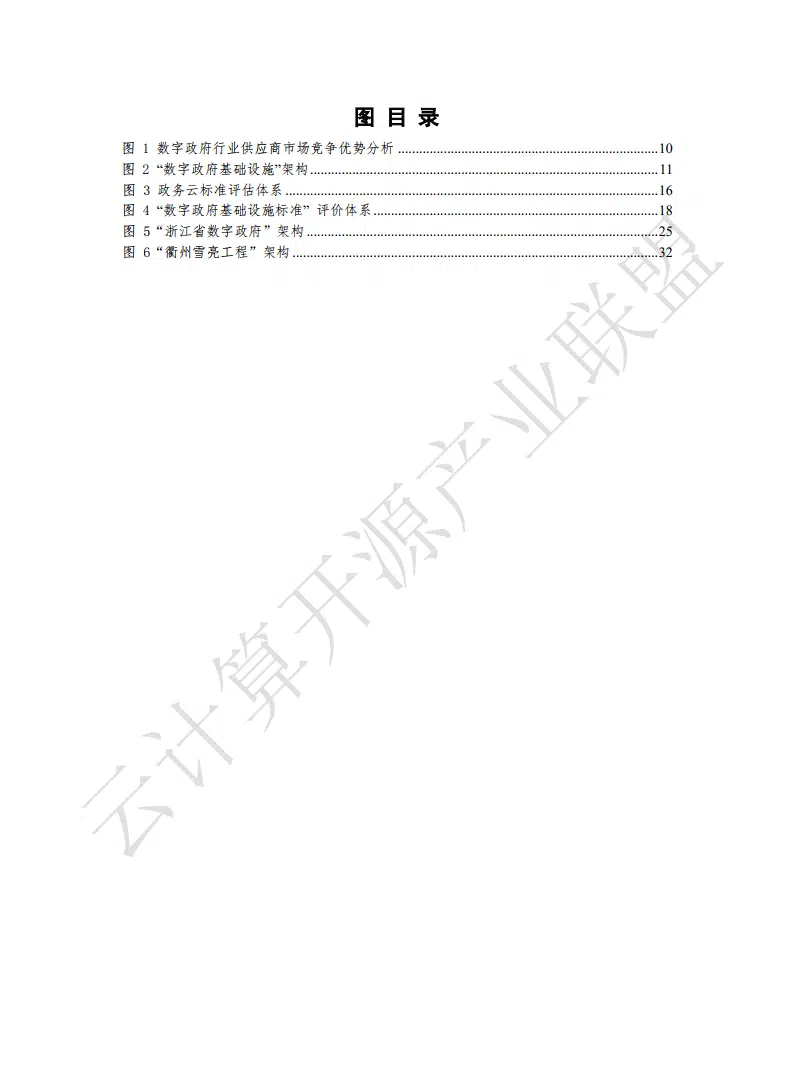 图 目 录
图 1 数字政府行业供应商市场竞争优势分析 ..........................................................................10
图 2 “数字政府基础设施”架构...................................................................................................11
图 3 政务云标准评估体系..........................................................................................................16
图 4 “数字政府基础设施标准” 评价体系.................................................................................18
图 5“浙江省数字政府” 架构....................................................................................................25
图 6“衢州雪亮工程” 架构........................................................................................................32
云计算开源产业联盟